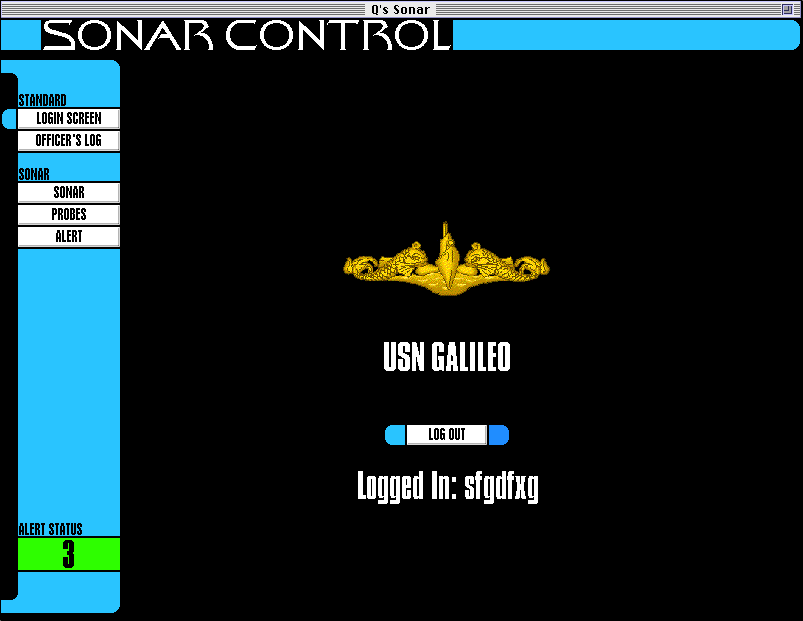 Q's Sonar
SONAR CONTROL
STANDARD
LOGIN SCREEN
OFFICER'S LOG
SONAR
SONAR
PROBES
ALERT
USN GALILEO
LOG OUT
Logged In: sfgdfxg
ALERT STATUS
3